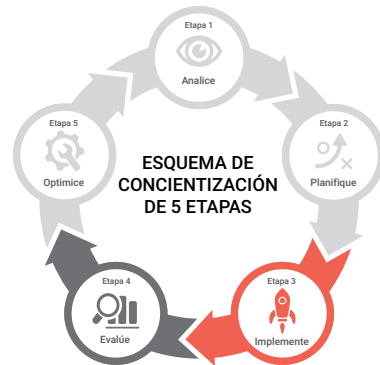 Etapa 1
Analice
Etapa 2
Planifique
Etapa 3
Implemente
Etapa 4
Evalúe
Etapa 5
Optimice
ESQUEMA DE
CONCIENTIZACIÓN
DE 5 ETAPAS